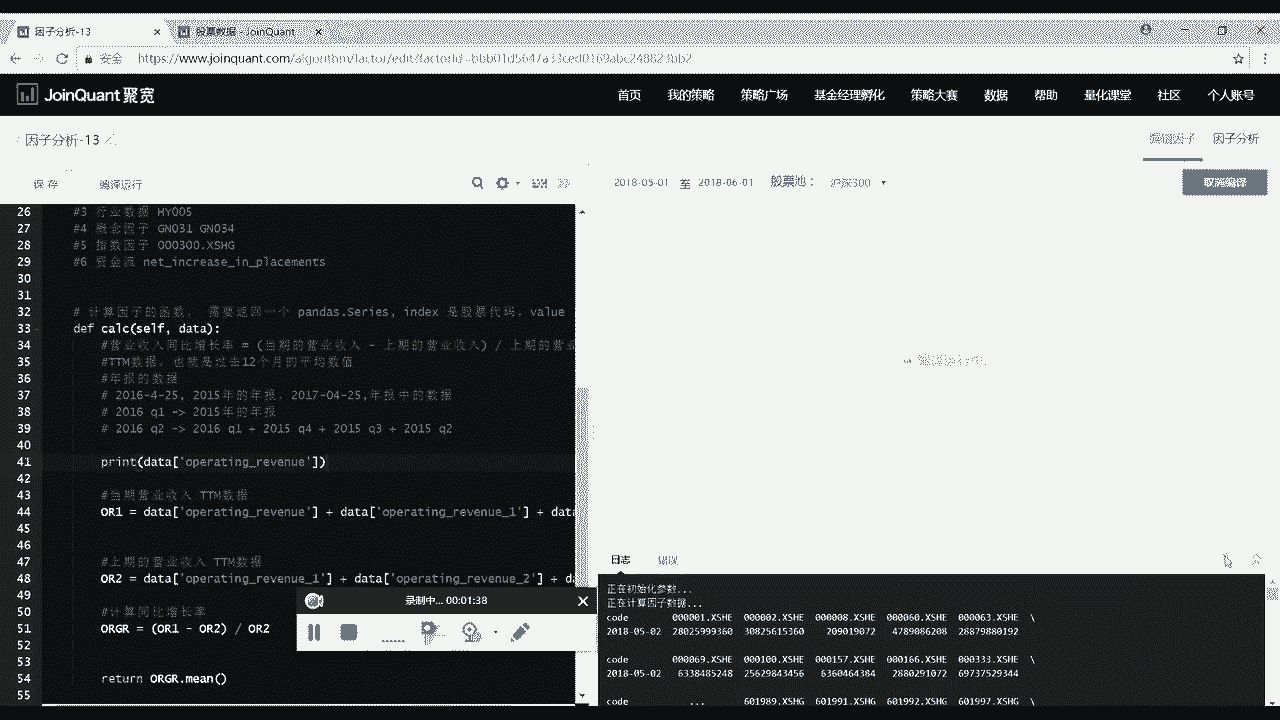 因子分析-13
股票数据 - JoinQuant
安全
https://www.joinquant.com/algorithm/factor/edit?factorId=
JoinQuant 聚宽
首页 我的策略 策略广场 基金经理孵化 策略大赛 数据 帮助 量化课堂 社区 个人账号
因子分析-13
编辑因子 因子分析
保存 编译运行
2018-05-01 至 2018-06-01 股票池： 沪深300
取消编译
26 #3 行业数据 HY005
27 #4 概念因子 GN031 GN034
28 #5 指数因子 000300.XSHG
29 #6 资金流 net_increase_in_placements
30
31
32 # 计算因子的函数， 需要返回一个 pandas.Series, index 是股票代码，value
33 def calc(self, data):
34 #营业收入同比增长率 = (当期的营业收入 - 上期的营业收入) / 上期的营业
35 #TTM数据，也就是过去12个月的平均数值
36 #年报的数据
37 # 2016-4-25, 2015年的年报，2017-04-25,年报中的数据
38 # 2016 q1 -> 2015年的年报
39 # 2016 q2 -> 2016 q1 + 2015 q4 + 2015 q3 + 2015 q2
40
41 print(data['operating_revenue'])
42
43 #当期营业收入 TTM数据
44 OR1 = data['operating_revenue'] + data['operating_revenue_1'] + data
45
46
47 #上期的营业收入 TTM数据
48 OR2 = data['operating_revenue_1'] + data['operating_revenue_2'] + da
49
50 #计算同比增长率
51 ORGR = (OR1 - OR2) / OR2
52
53
54 return ORGR.mean()
55
录制中... 00:01:38
编译运行中
日志 错误
正在初始化参数...
正在计算因子数据...
code 000001.XSHE 000002.XSHE 000008.XSHE 000060.XSHE 000063.XSHE \
2018-05-02 28025999360 30825615360 209019072 4789086208 28879880192
code 000069.XSHE 000100.XSHE 000157.XSHE 000166.XSHE 000333.XSHE \
2018-05-02 6338485248 25629843456 6360464384 2880291072 69737529344
code ... 601989.XSHG 601991.XSHG 601992.XSHG 601997.XSHG \